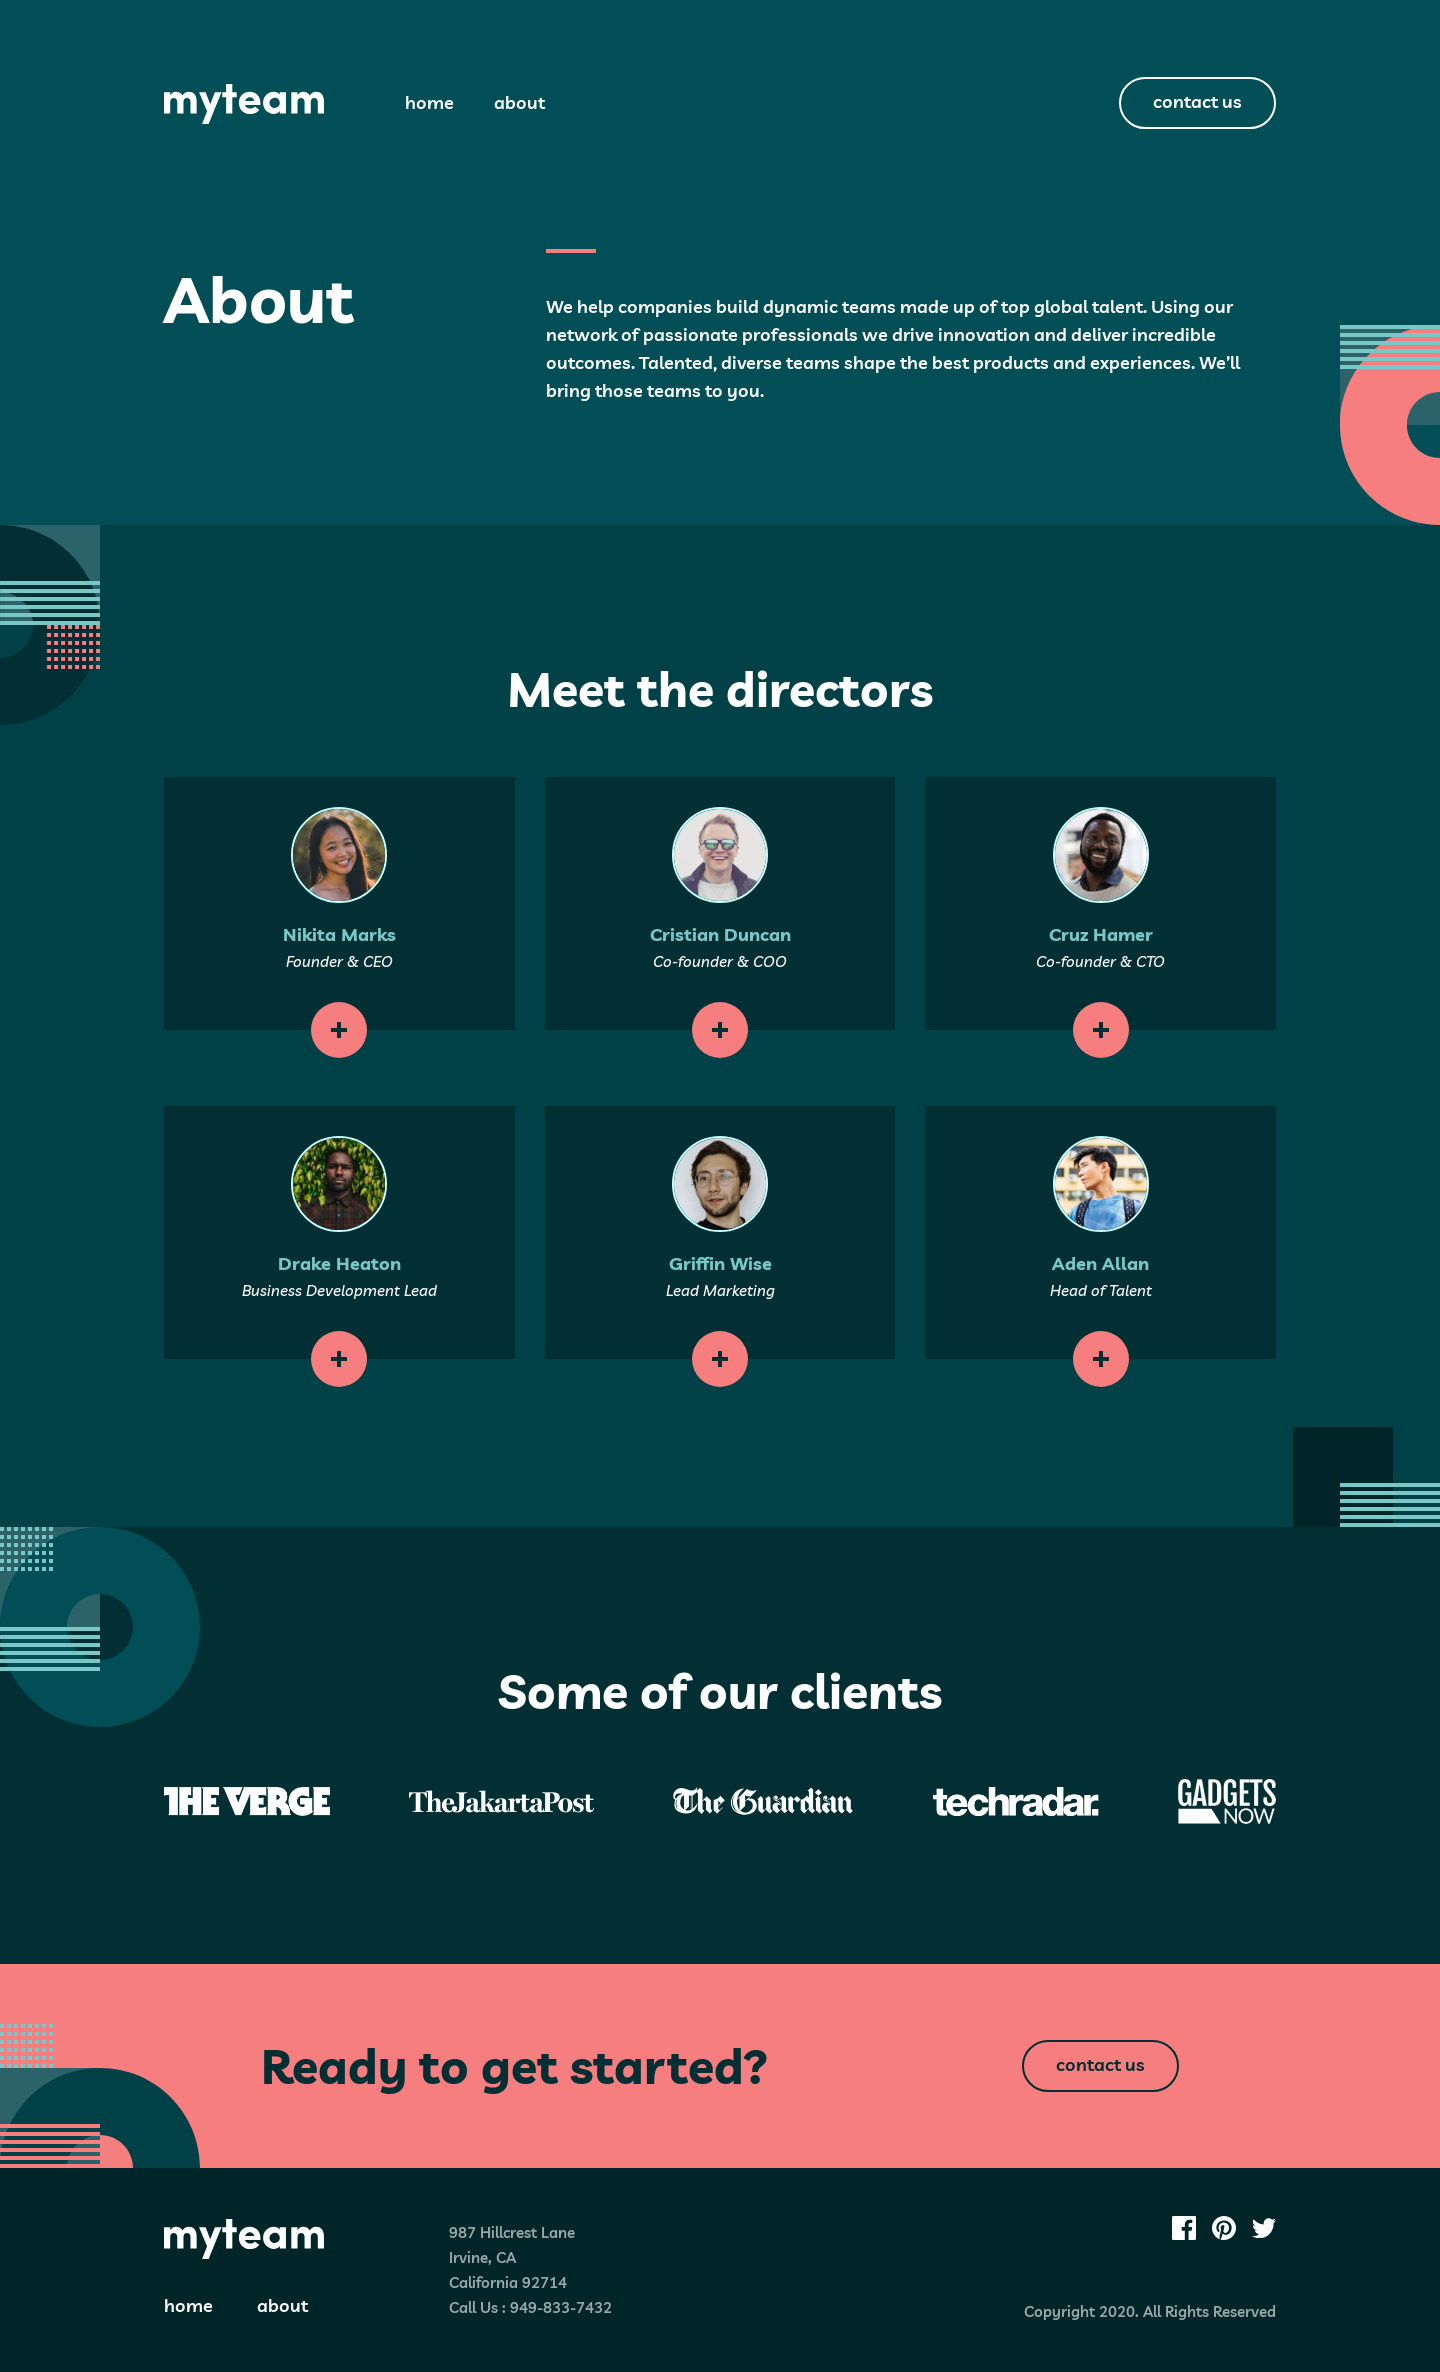 myteam
home about
contact us
About
We help companies build dynamic teams made up of top global talent. Using our
network of passionate professionals we drive innovation and deliver incredible
outcomes. Talented, diverse teams shape the best products and experiences. We’ll
bring those teams to you.
Meet the directors
Nikita Marks
Founder & CEO
Cristian Duncan
Co-founder & COO
Cruz Hamer
Co-founder & CTO
Drake Heaton
Business Development Lead
Griffin Wise
Lead Marketing
Aden Allan
Head of Talent
Some of our clients
THE VERGE
TheJakartaPost
The Guardian
techradar.
GADGETS
NOW
Ready to get started?
contact us
myteam
home about
987 Hillcrest Lane
Irvine, CA
California 92714
Call Us : 949-833-7432
Copyright 2020. All Rights Reserved